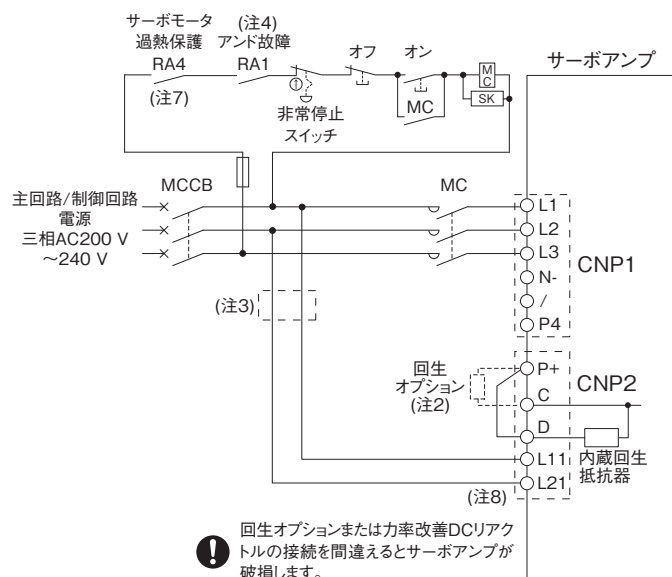 サーボモータ
過熱保護
RA4
(注7)
(注4)
アンド故障
RA1
非常停止
スイッチ
オフ
オン
MC
M
C
SK
サーボアンプ
主回路/制御回路
電源
三相AC200 V
～240 V
MCCB
MC
L1
L2
L3
N-
/
P4
CNP1
(注3)
回生
オプション
(注2)
P+
C
D
L11
L21
CNP2
内蔵回生
抵抗器
(注8)
回生オプションまたは力率改善DCリアク
トルの接続を間違えるとサーボアンプが
破損します。